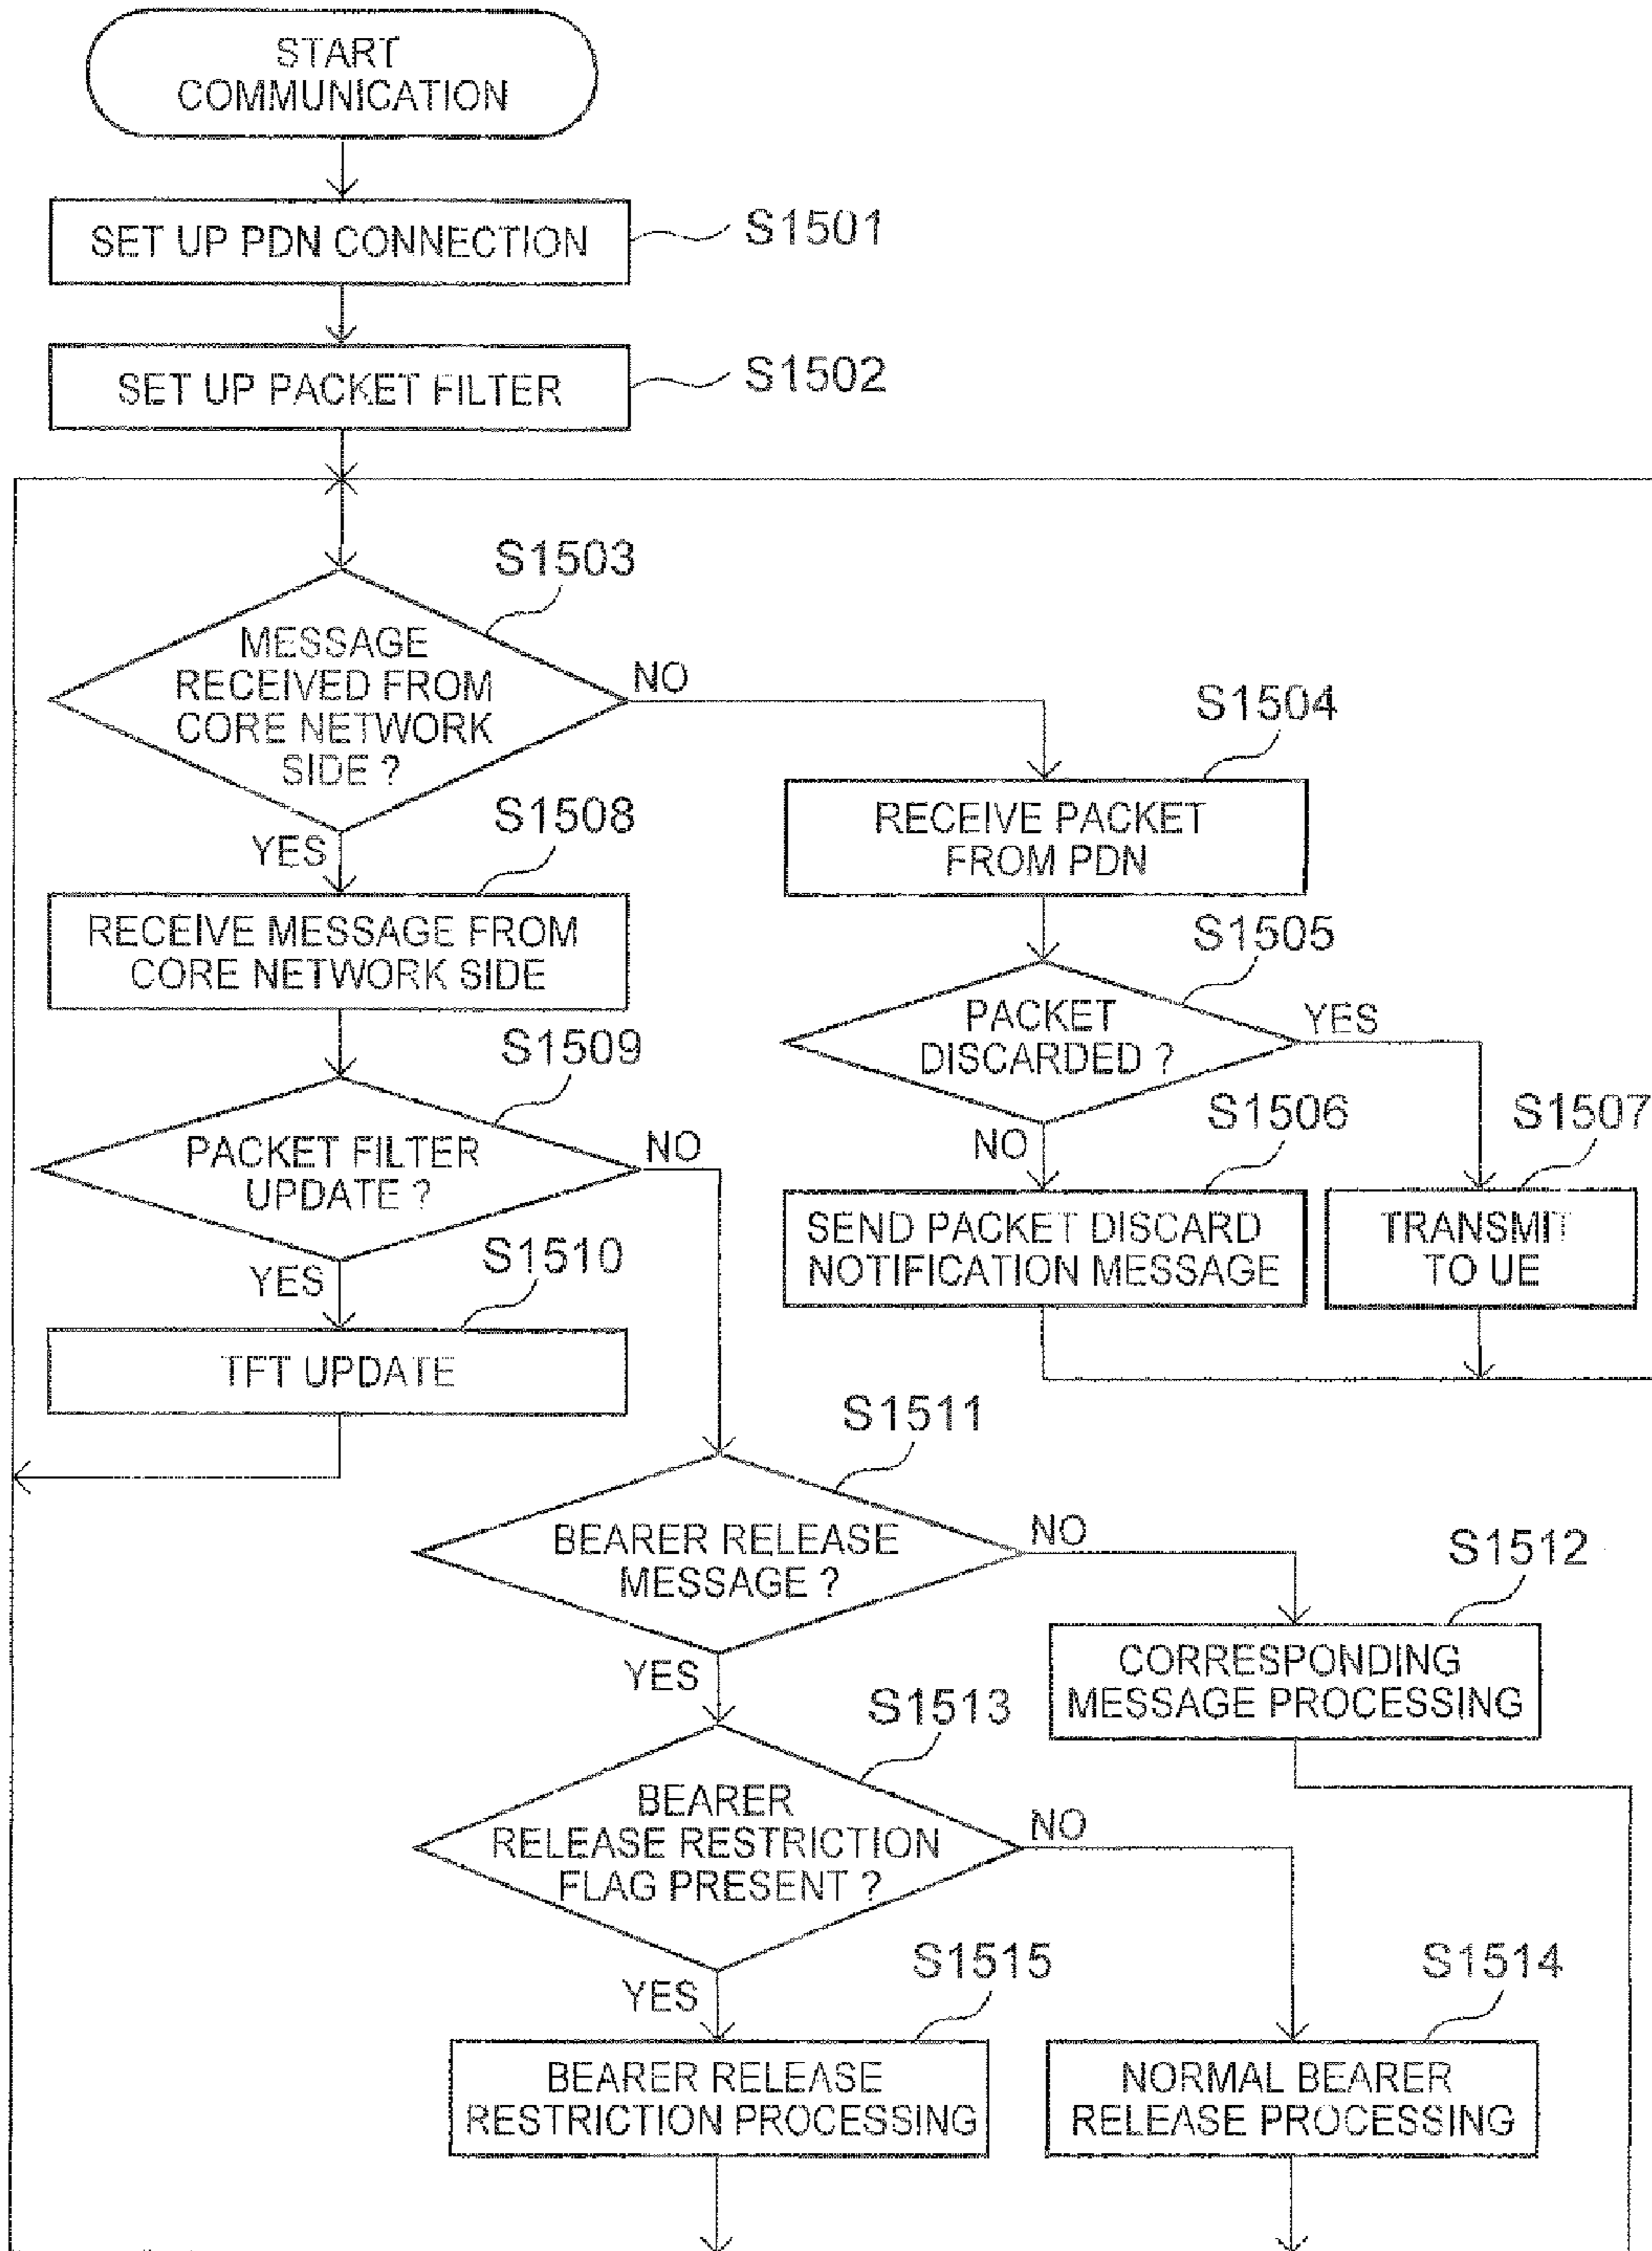 START
COMMUNICATION
SET UP PDN CONNECTION
S1501
SET UP PACKET FILTER
S1502
S1503
MESSAGE
RECEIVED FROM
CORE NETWORK
SIDE ?
NO
YES
S1504
RECEIVE PACKET
FROM PDN
S1508
RECEIVE MESSAGE FROM
CORE NETWORK SIDE
S1505
PACKET
DISCARDED ?
YES
NO
S1509
PACKET FILTER
UPDATE ?
NO
YES
S1506
SEND PACKET DISCARD
NOTIFICATION MESSAGE
S1507
TRANSMIT
TO UE
S1510
TFT UPDATE
S1511
BEARER RELEASE
MESSAGE ?
NO
YES
S1512
CORRESPONDING
MESSAGE PROCESSING
S1513
BEARER
RELEASE RESTRICTION
FLAG PRESENT ?
NO
YES
S1515
BEARER RELEASE
RESTRICTION PROCESSING
S1514
NORMAL BEARER
RELEASE PROCESSING